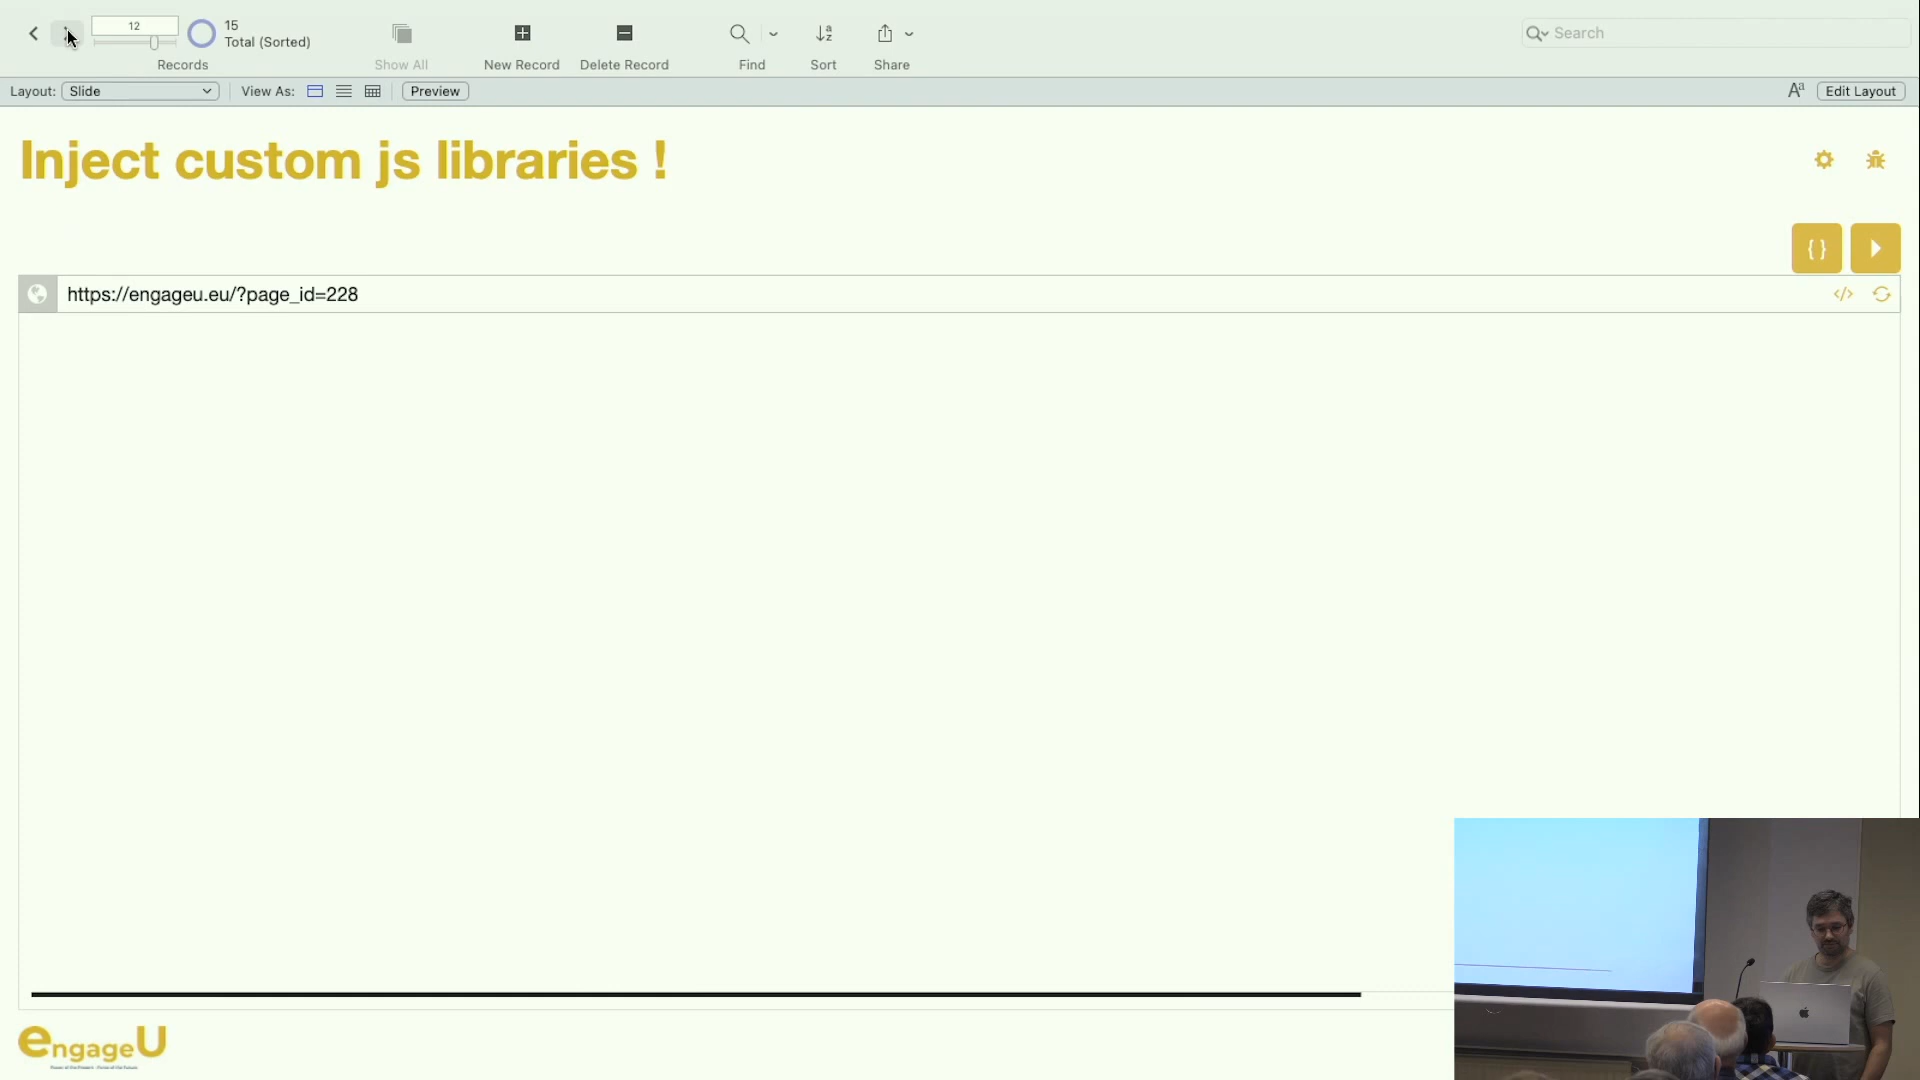 12
15
Total (Sorted)
Records
Show All
New Record
Delete Record
Find
Sort
Share
Search
Layout: Slide
View As:
Preview
Aa
Edit Layout
Inject custom js libraries !
{ }
https://engageu.eu/?page_id=228
</>
engageU